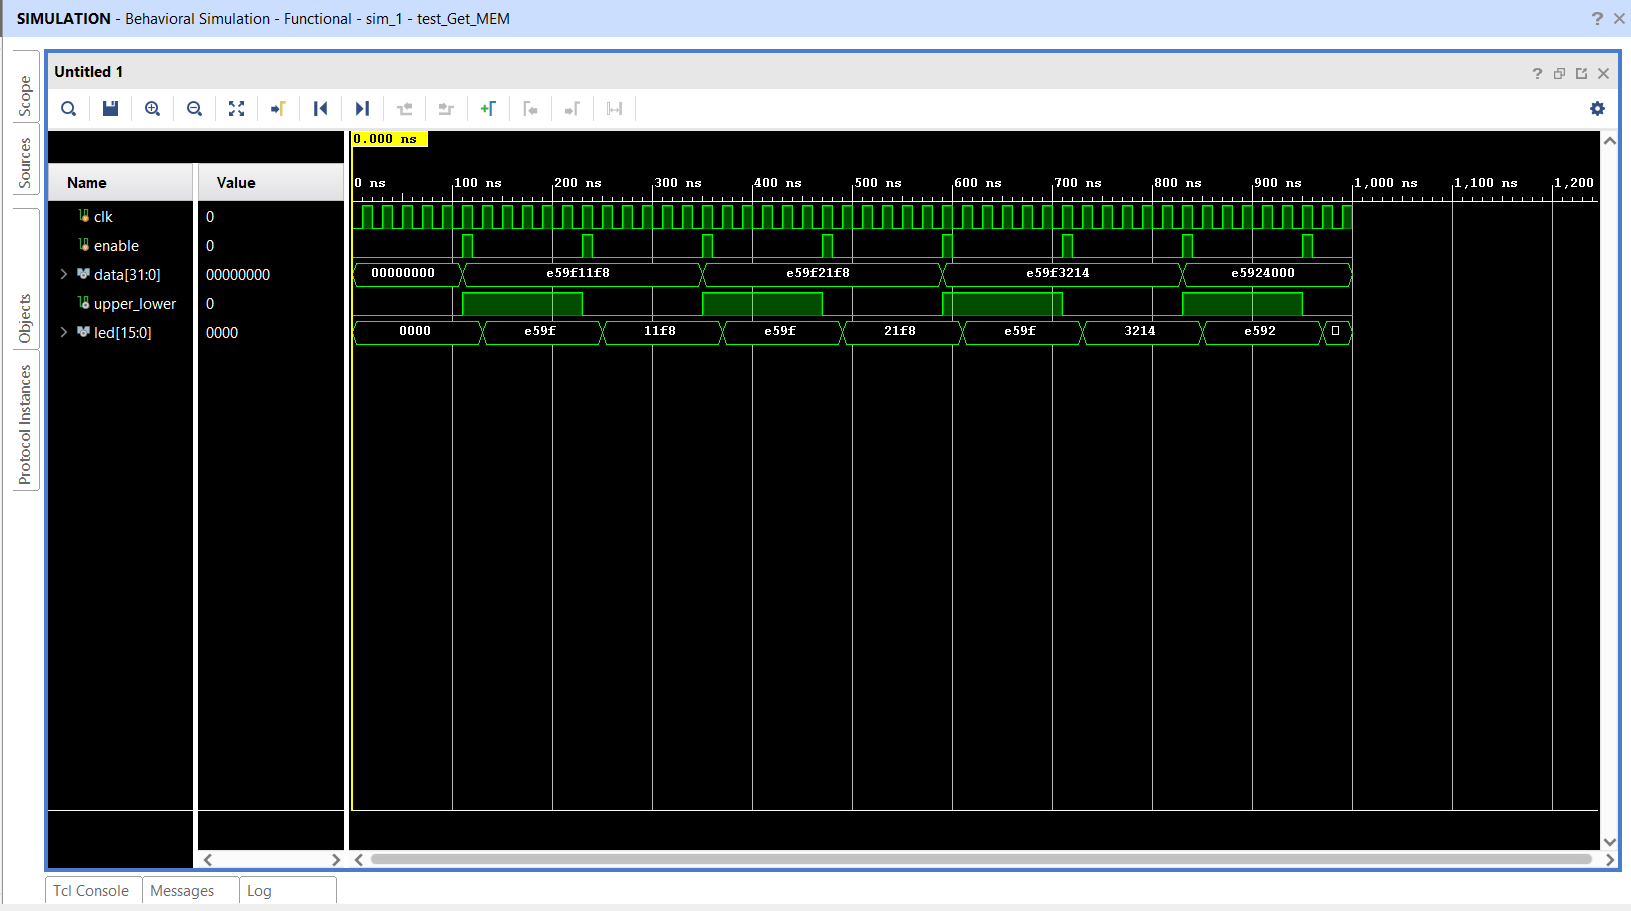 SIMULATION - Behavioral Simulation - Functional - sim_1 - test_Get_MEM
Scope
Sources
Objects
Protocol Instances
Untitled 1
0.000 ns
Name Value
0 ns 100 ns 200 ns 300 ns 400 ns 500 ns 600 ns 700 ns 800 ns 900 ns 1,000 ns 1,100 ns 1,200
clk 0
enable 0
data[31:0] 00000000 00000000 e59f11f8 e59f21f8 e59f3214 e5924000
upper_lower 0
led[15:0] 0000 0000 e59f 11f8 e59f 21f8 e59f 3214 e592
Tcl Console Messages Log